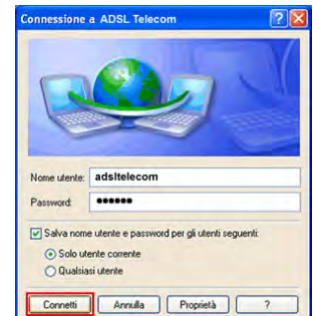 Connessione a ADSL Telecom
Nome utente: adsltelecom
Password: ●●●●●●
Salva nome utente e password per gli utenti seguenti:
Solo utente corrente
Qualsiasi utente
Connetti Annulla Proprietà ?